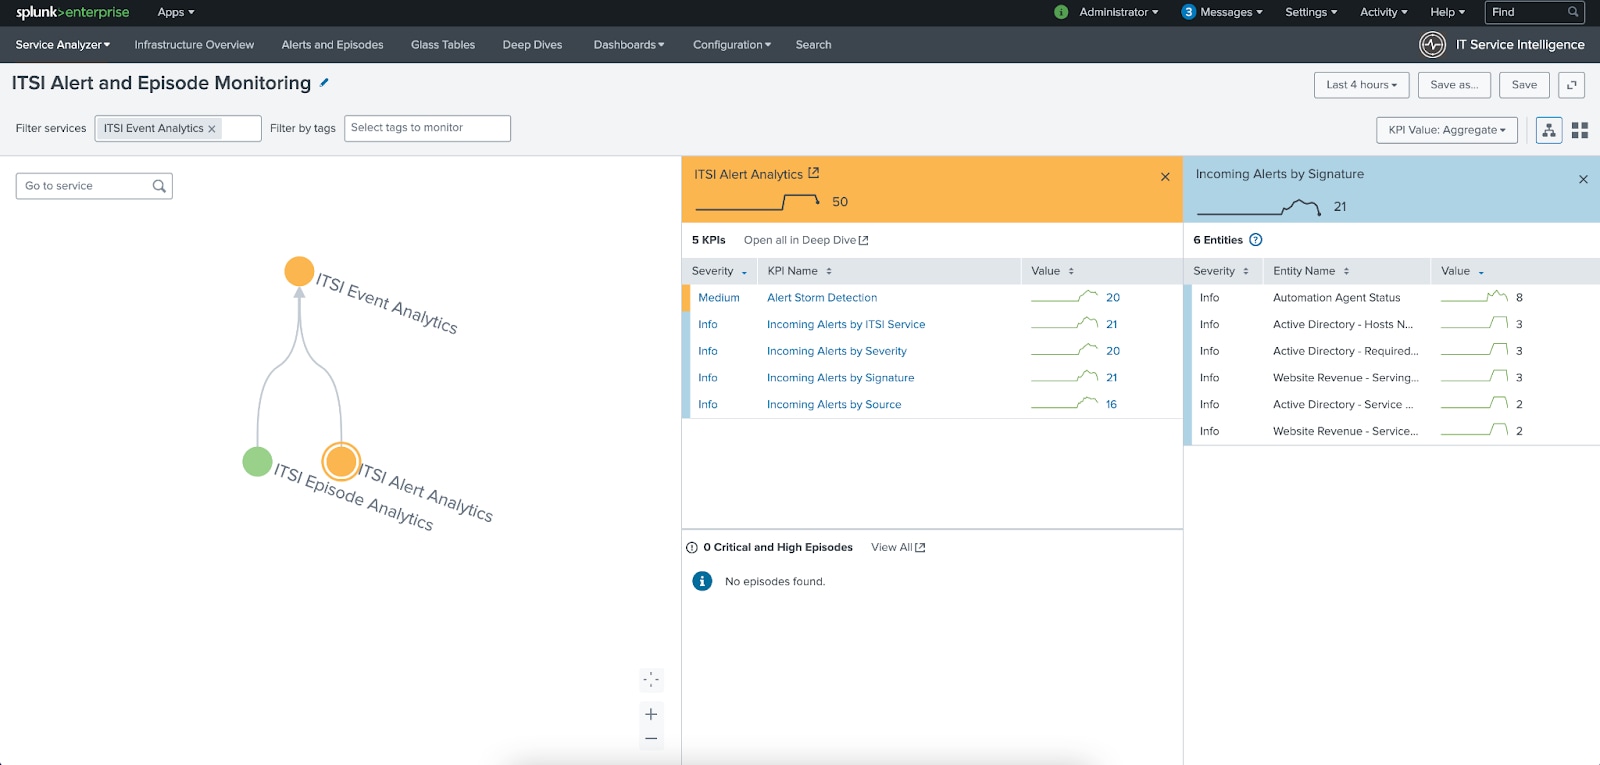 splunk>enterprise Apps Administrator 3 Messages Settings Activity Help Find
Service Analyzer Infrastructure Overview Alerts and Episodes Glass Tables Deep Dives Dashboards Configuration Search IT Service Intelligence
ITSI Alert and Episode Monitoring Last 4 hours Save as... Save
Filter services ITSI Event Analytics × Filter by tags Select tags to monitor KPI Value: Aggregate
Go to service
ITSI Event Analytics
ITSI Episode Analytics
ITSI Alert Analytics
ITSI Alert Analytics
50
5 KPIs Open all in Deep Dive
Severity KPI Name Value
Medium Alert Storm Detection 20
Info Incoming Alerts by ITSI Service 21
Info Incoming Alerts by Severity 20
Info Incoming Alerts by Signature 21
Info Incoming Alerts by Source 16
0 Critical and High Episodes View All
No episodes found.
Incoming Alerts by Signature
21
6 Entities ?
Severity Entity Name Value
Info Automation Agent Status 8
Info Active Directory - Hosts N... 3
Info Active Directory - Required... 3
Info Website Revenue - Serving... 3
Info Active Directory - Service ... 2
Info Website Revenue - Service... 2